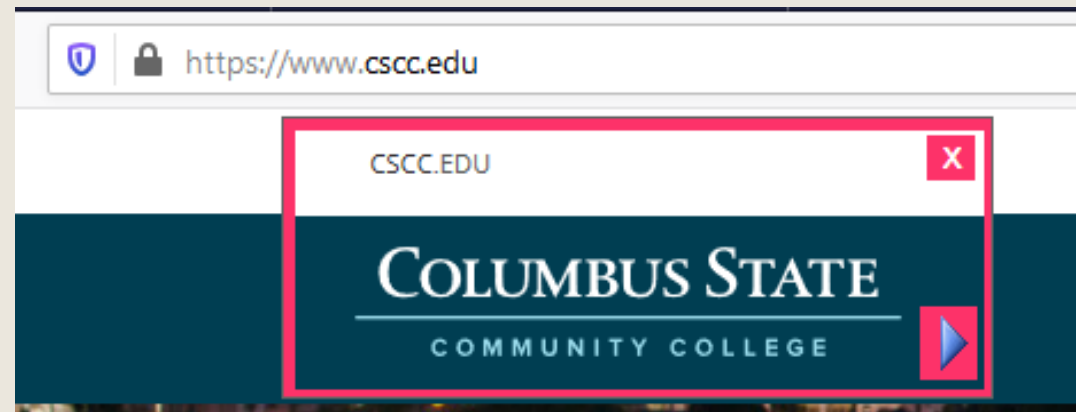 https://www.cscc.edu
CSCC.EDU
X
COLUMBUS STATE
COMMUNITY COLLEGE